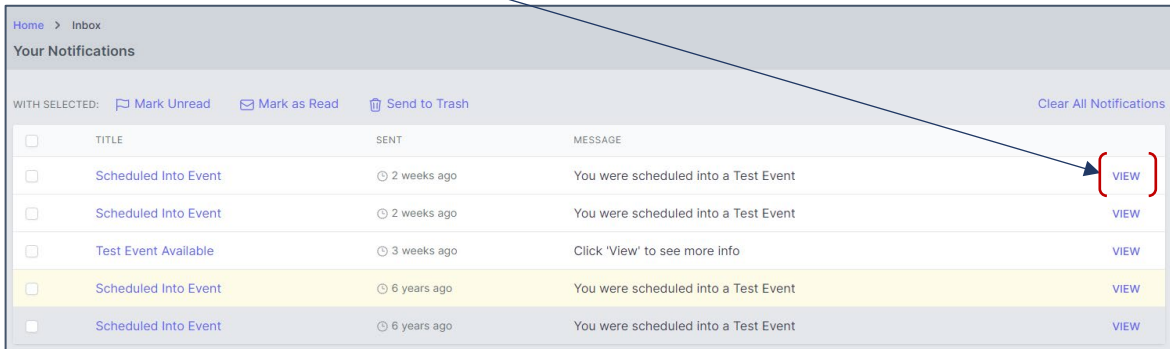 Home > Inbox
Your Notifications
WITH SELECTED: Mark Unread Mark as Read Send to Trash Clear All Notifications
TITLE SENT MESSAGE
Scheduled Into Event 2 weeks ago You were scheduled into a Test Event VIEW
Scheduled Into Event 2 weeks ago You were scheduled into a Test Event VIEW
Test Event Available 3 weeks ago Click 'View' to see more info VIEW
Scheduled Into Event 6 years ago You were scheduled into a Test Event VIEW
Scheduled Into Event 6 years ago You were scheduled into a Test Event VIEW